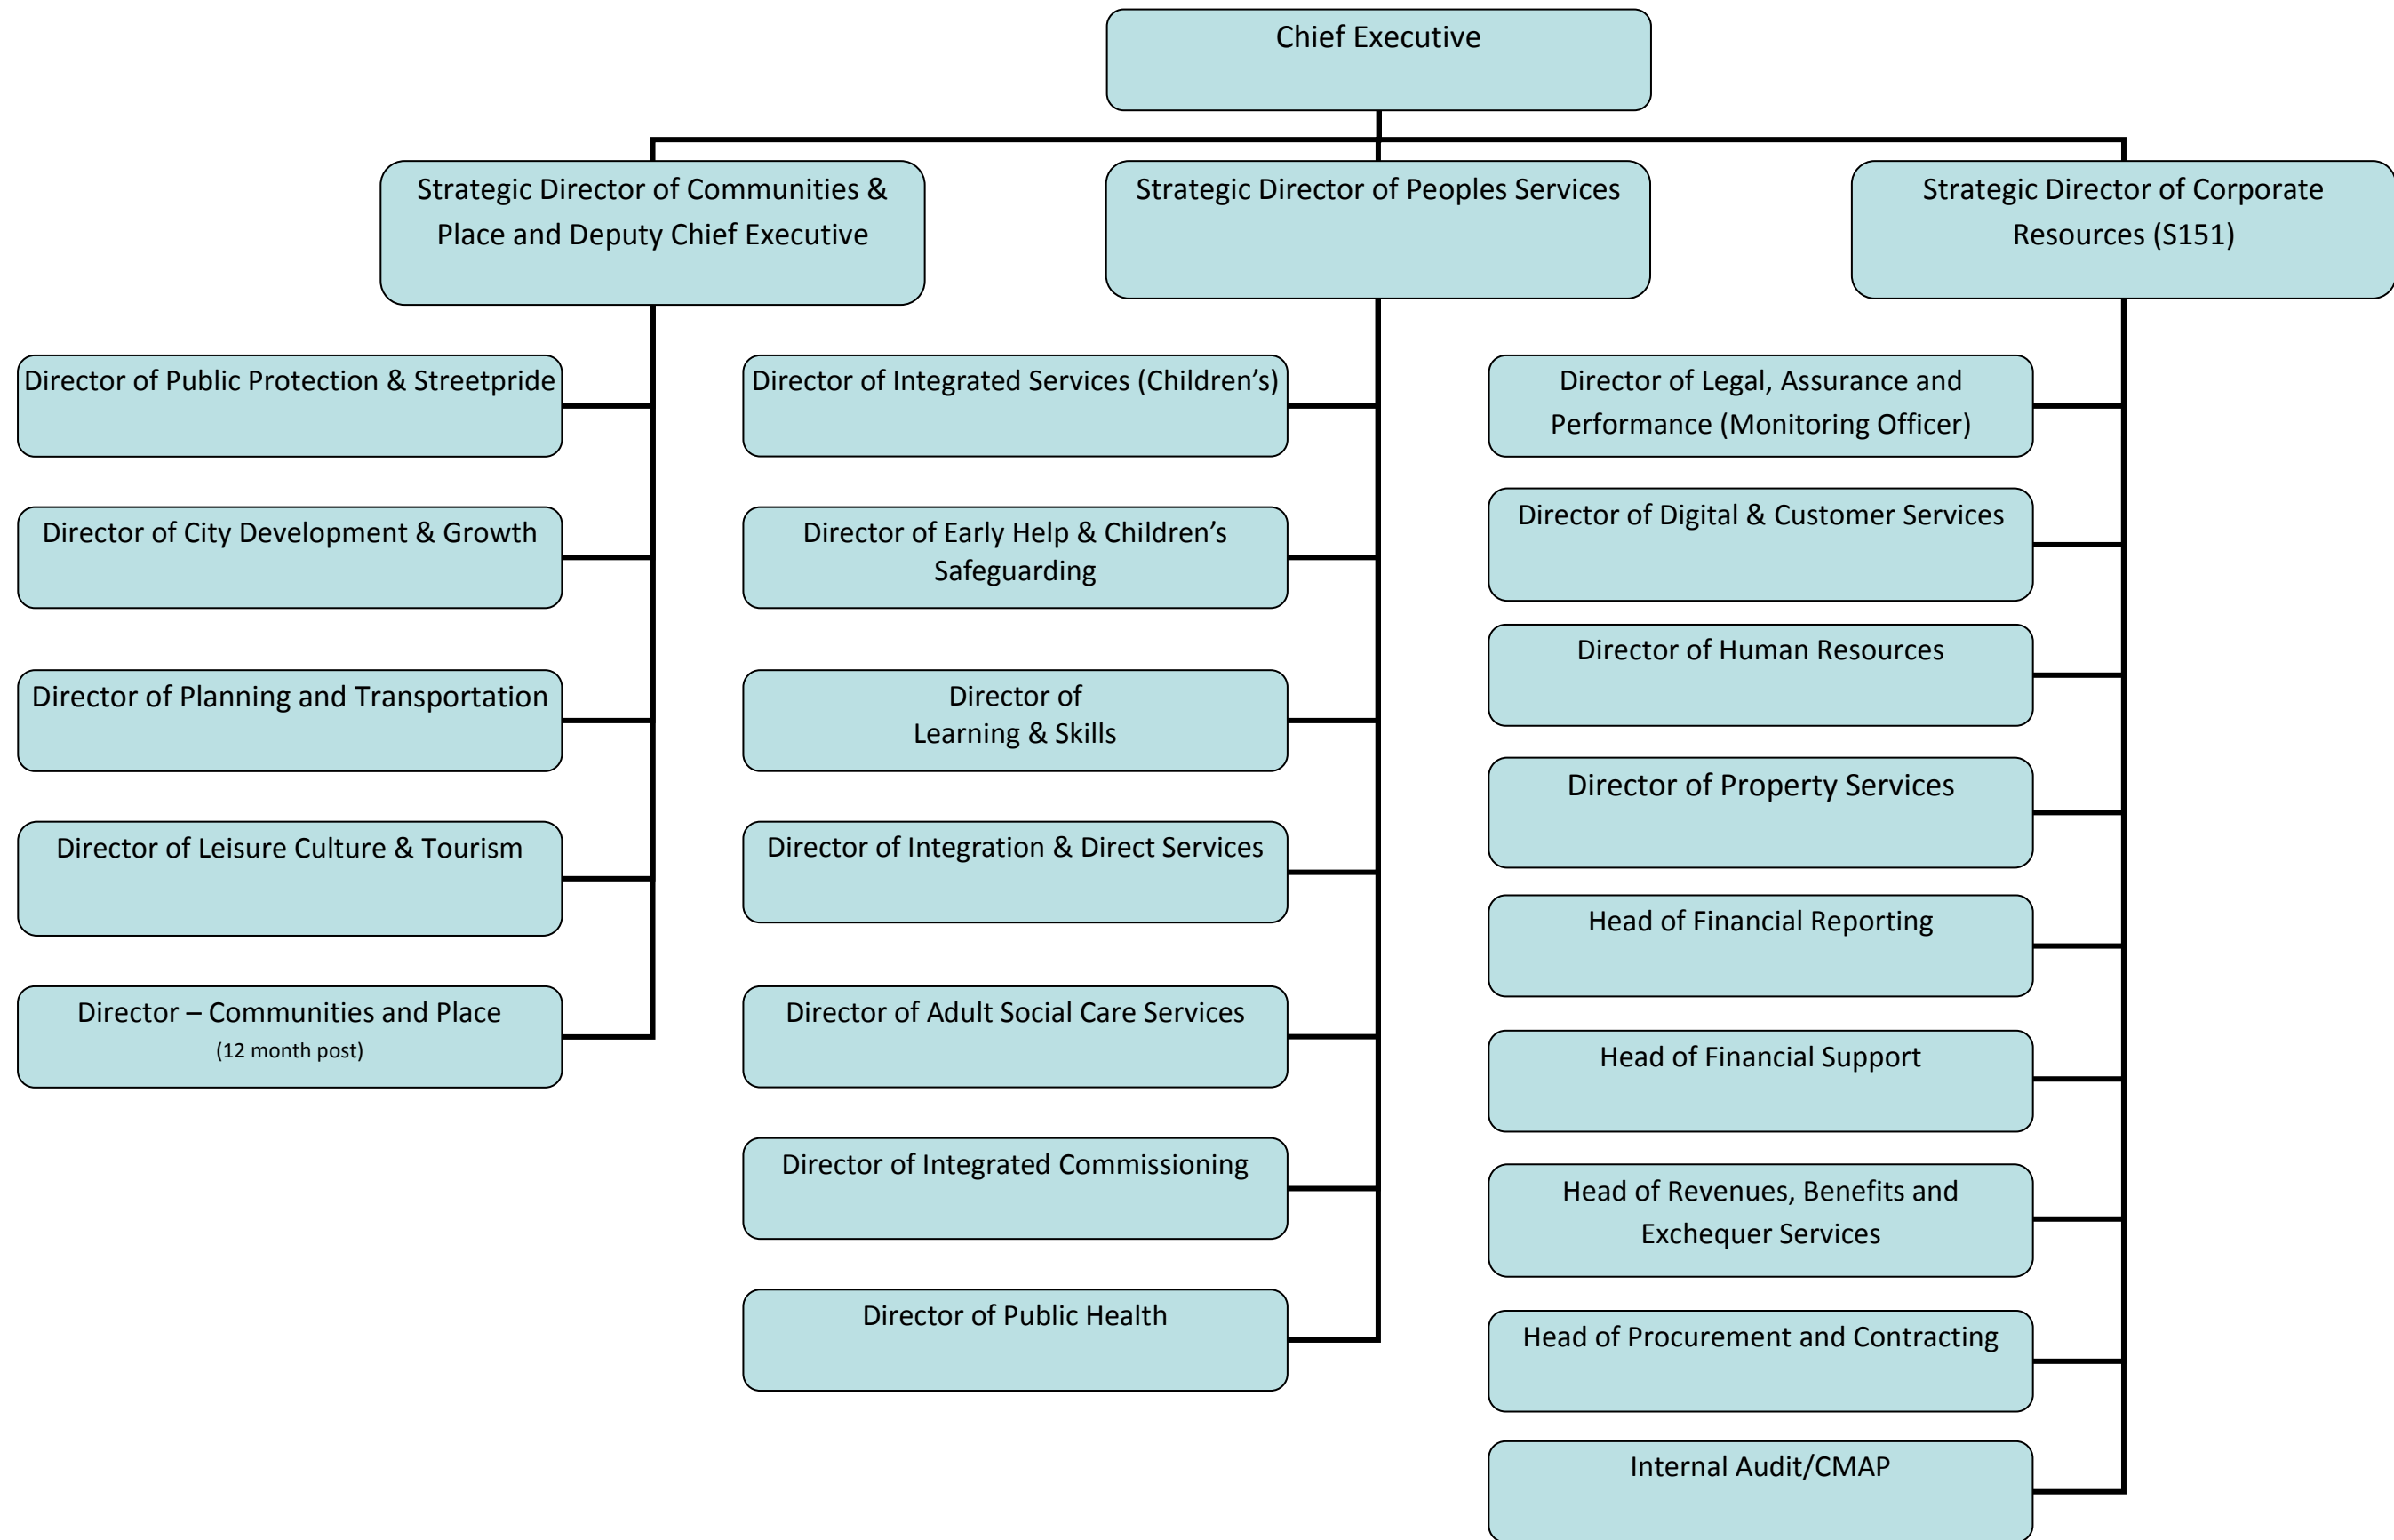 Chief Executive
Strategic Director of Communities &
Place and Deputy Chief Executive
Strategic Director of Peoples Services
Strategic Director of Corporate
Resources (S151)
Director of Public Protection & Streetpride
Director of City Development & Growth
Director of Planning and Transportation
Director of Leisure Culture & Tourism
Director – Communities and Place
(12 month post)
Director of Integrated Services (Children’s)
Director of Early Help & Children’s
Safeguarding
Director of
Learning & Skills
Director of Integration & Direct Services
Director of Adult Social Care Services
Director of Integrated Commissioning
Director of Public Health
Director of Legal, Assurance and
Performance (Monitoring Officer)
Director of Digital & Customer Services
Director of Human Resources
Director of Property Services
Head of Financial Reporting
Head of Financial Support
Head of Revenues, Benefits and
Exchequer Services
Head of Procurement and Contracting
Internal Audit/CMAP